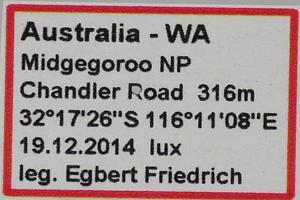 Australia - WA
Midgegoroo NP
Chandler Road 316m
32°17'26"S 116°11'08"E
19.12.2014 lux
leg. Egbert Friedrich